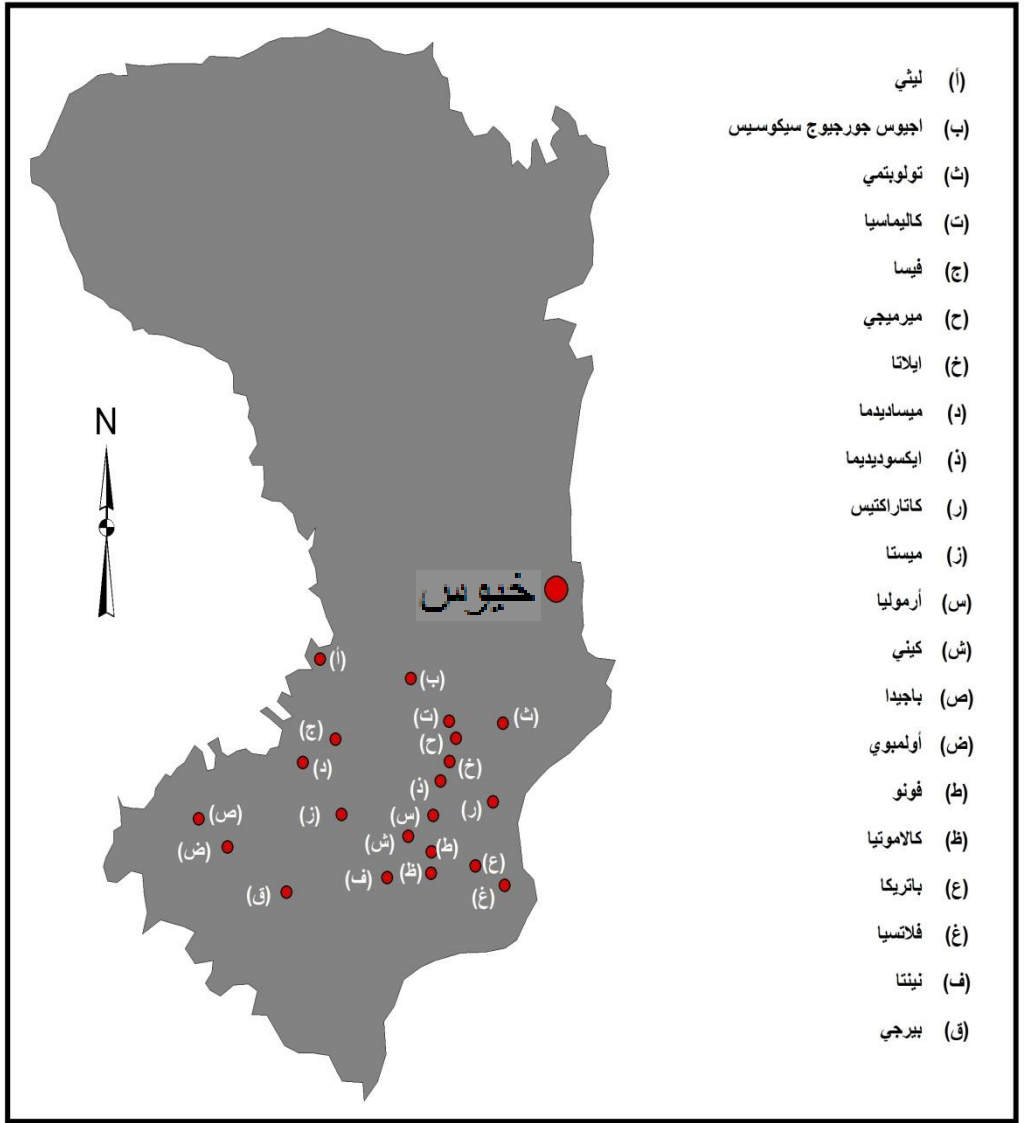 (أ) ليثي
(ب) اجيوس جورجيوج سيكوسيس
(ث) تولوبتمي
(ت) كاليماسيا
(ج) فيسا
(ح) ميرميجي
(خ) ايلاتا
(د) ميساديدما
(ذ) ايكسوديديما
(ر) كاتاراكتيس
(ز) ميستا
(س) أرموليا
(ش) كيني
(ص) باجيدا
(ض) أولمبوي
(ط) فونو
(ظ) كالاموتيا
(ع) باتريكا
(غ) فلاتسيا
(ف) نينتا
(ق) بيرجي
N
خيوس
(أ)
(ب)
(ت)
(ث)
(ج)
(ح)
(د)
(خ)
(ذ)
(ر)
(ز)
(س)
(ص)
(ش)
(ض)
(ط)
(ع)
(ظ)
(ف)
(ق)
(غ)